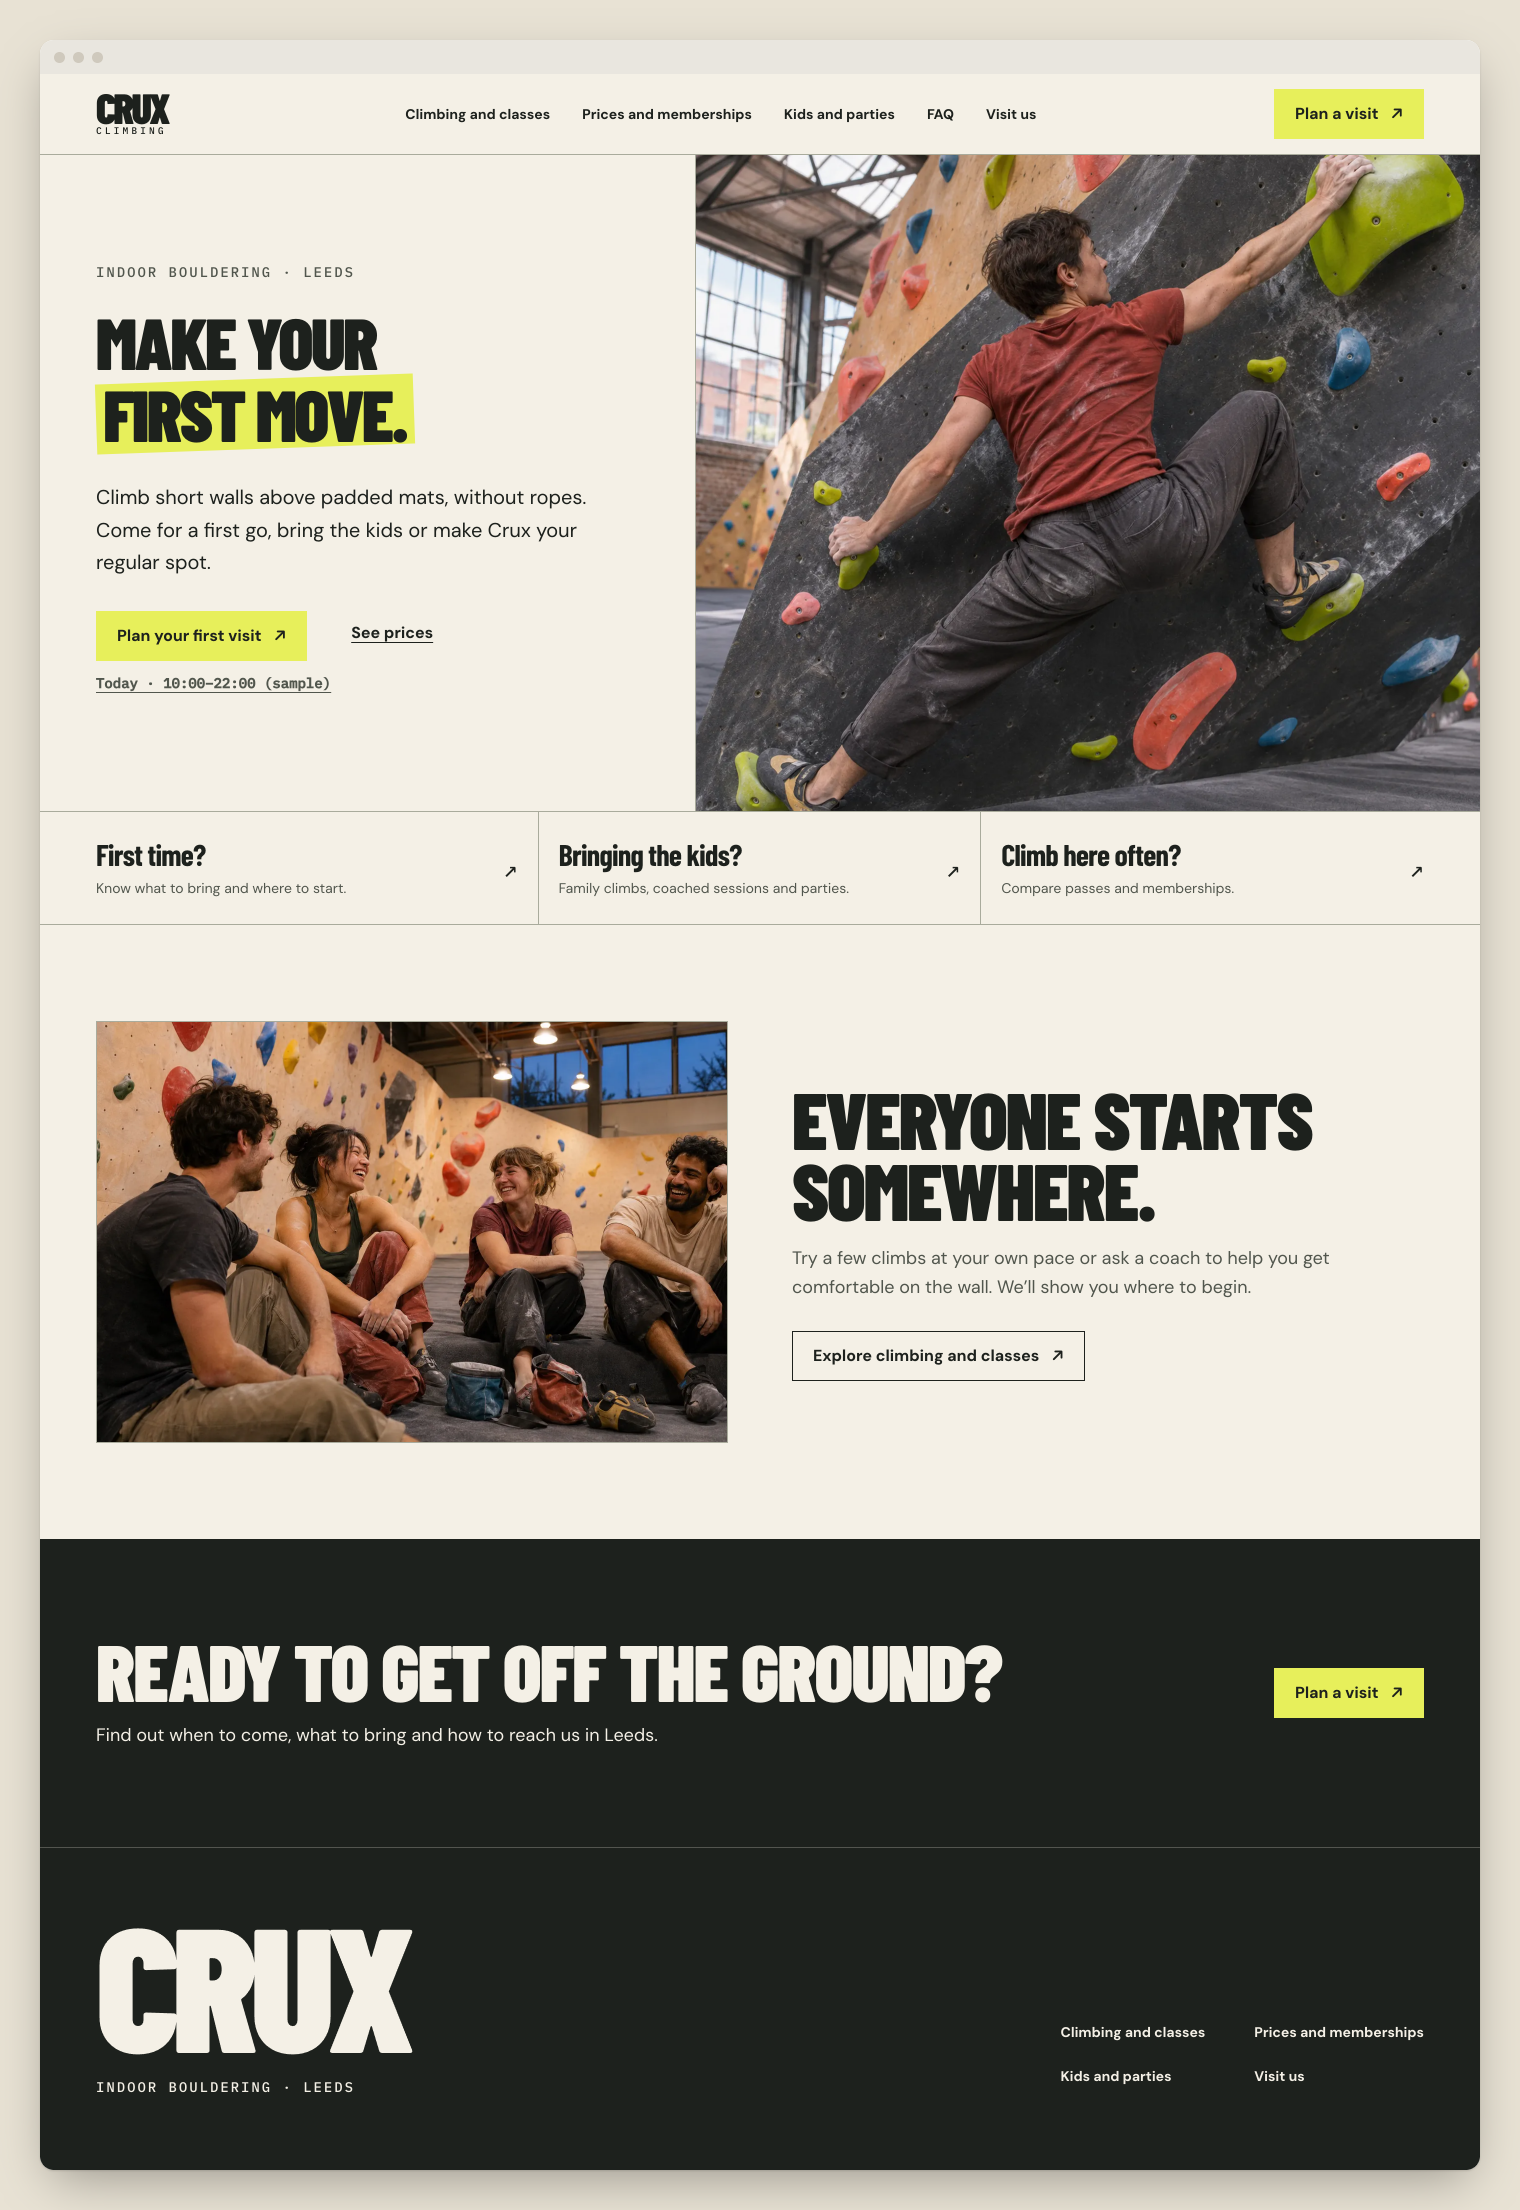 CRUX
CLIMBING
Climbing and classes
Prices and memberships
Kids and parties
FAQ
Visit us
Plan a visit ↗
INDOOR BOULDERING · LEEDS
MAKE YOUR
FIRST MOVE.
Climb short walls above padded mats, without ropes.
Come for a first go, bring the kids or make Crux your
regular spot.
Plan your first visit ↗
See prices
Today · 10:00–22:00 (sample)
First time?
Know what to bring and where to start.
↗
Bringing the kids?
Family climbs, coached sessions and parties.
↗
Climb here often?
Compare passes and memberships.
↗
EVERYONE STARTS
SOMEWHERE.
Try a few climbs at your own pace or ask a coach to help you get
comfortable on the wall. We’ll show you where to begin.
Explore climbing and classes ↗
READY TO GET OFF THE GROUND?
Find out when to come, what to bring and how to reach us in Leeds.
Plan a visit ↗
CRUX
INDOOR BOULDERING · LEEDS
Climbing and classes
Prices and memberships
Kids and parties
Visit us